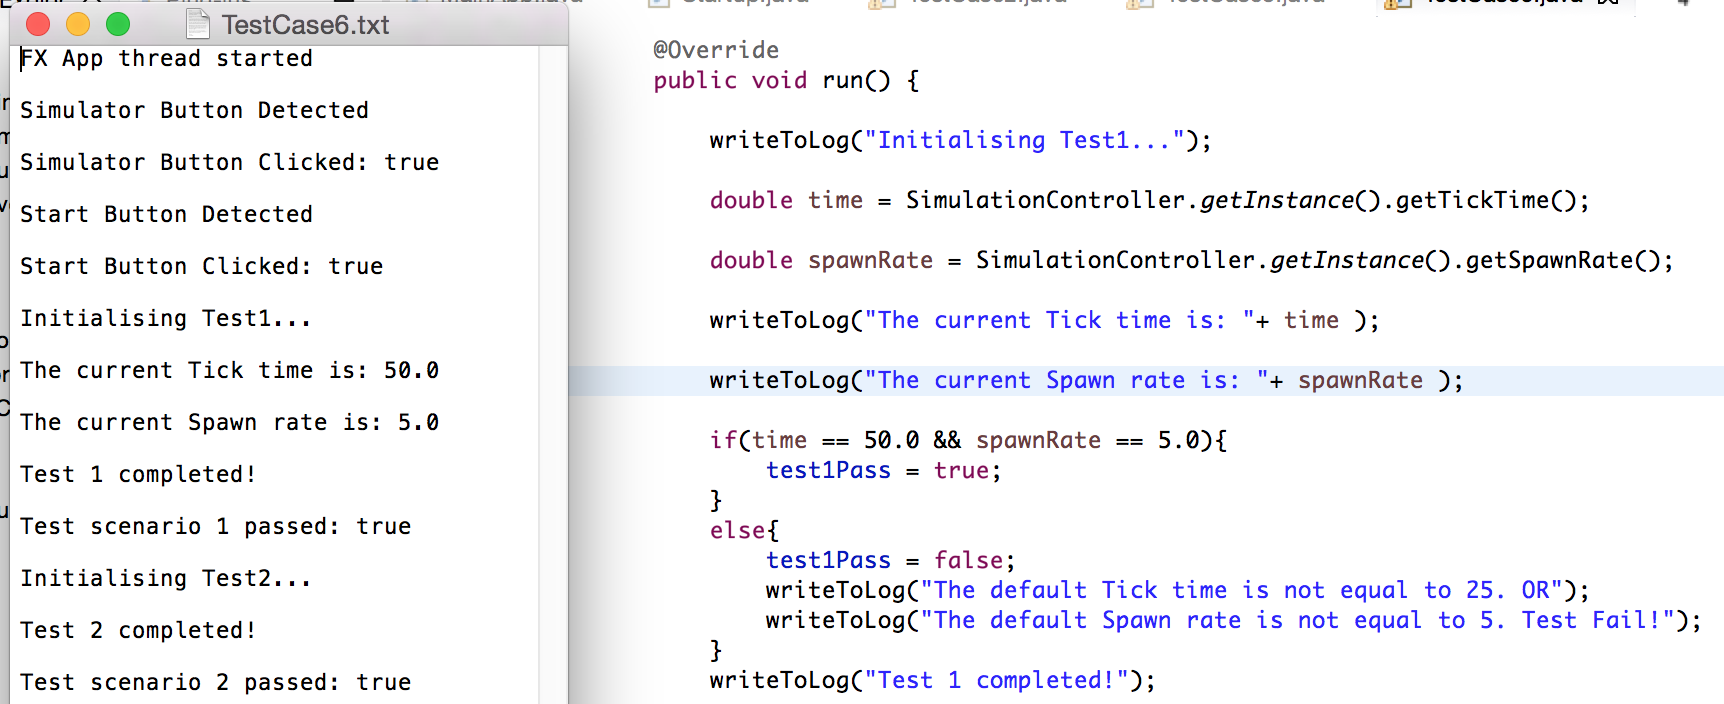 TestCase6.txt
FX App thread started
Simulator Button Detected
Simulator Button Clicked: true
Start Button Detected
Start Button Clicked: true
Initialising Test1...
The current Tick time is: 50.0
The current Spawn rate is: 5.0
Test 1 completed!
Test scenario 1 passed: true
Initialising Test2...
Test 2 completed!
Test scenario 2 passed: true
@Override
public void run() {
writeToLog("Initialising Test1...");
double time = SimulationController.getInstance().getTickTime();
double spawnRate = SimulationController.getInstance().getSpawnRate();
writeToLog("The current Tick time is: "+ time );
writeToLog("The current Spawn rate is: "+ spawnRate );
if(time == 50.0 && spawnRate == 5.0){
test1Pass = true;
}
else{
test1Pass = false;
writeToLog("The default Tick time is not equal to 25. OR");
writeToLog("The default Spawn rate is not equal to 5. Test Fail!");
}
writeToLog("Test 1 completed!");